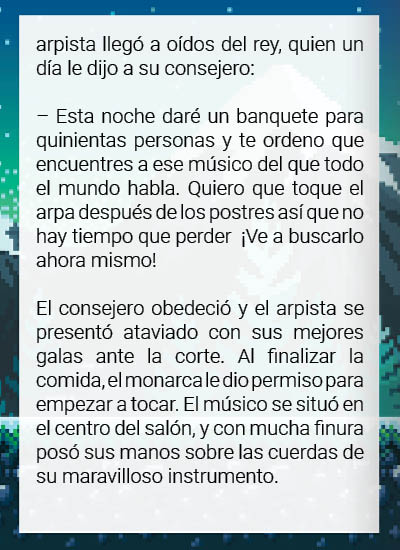 arpista llegó a oídos del rey, quien un
día le dijo a su consejero:
– Esta noche daré un banquete para
quinientas personas y te ordeno que
encuentres a ese músico del que todo
el mundo habla. Quiero que toque el
arpa después de los postres así que no
hay tiempo que perder ¡Ve a buscarlo
ahora mismo!
El consejero obedeció y el arpista se
presentó ataviado con sus mejores
galas ante la corte. Al finalizar la
comida, el monarca le dio permiso para
empezar a tocar. El músico se situó en
el centro del salón, y con mucha finura
posó sus manos sobre las cuerdas de
su maravilloso instrumento.